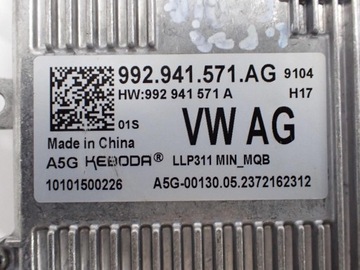 992.941.571.AG 9104
HW:992 941 571 A H17
01S
VW AG
Made in China
A5G KEBODA® LLP311 MIN_MQB
10101500226 A5G-00130.05.2372162312